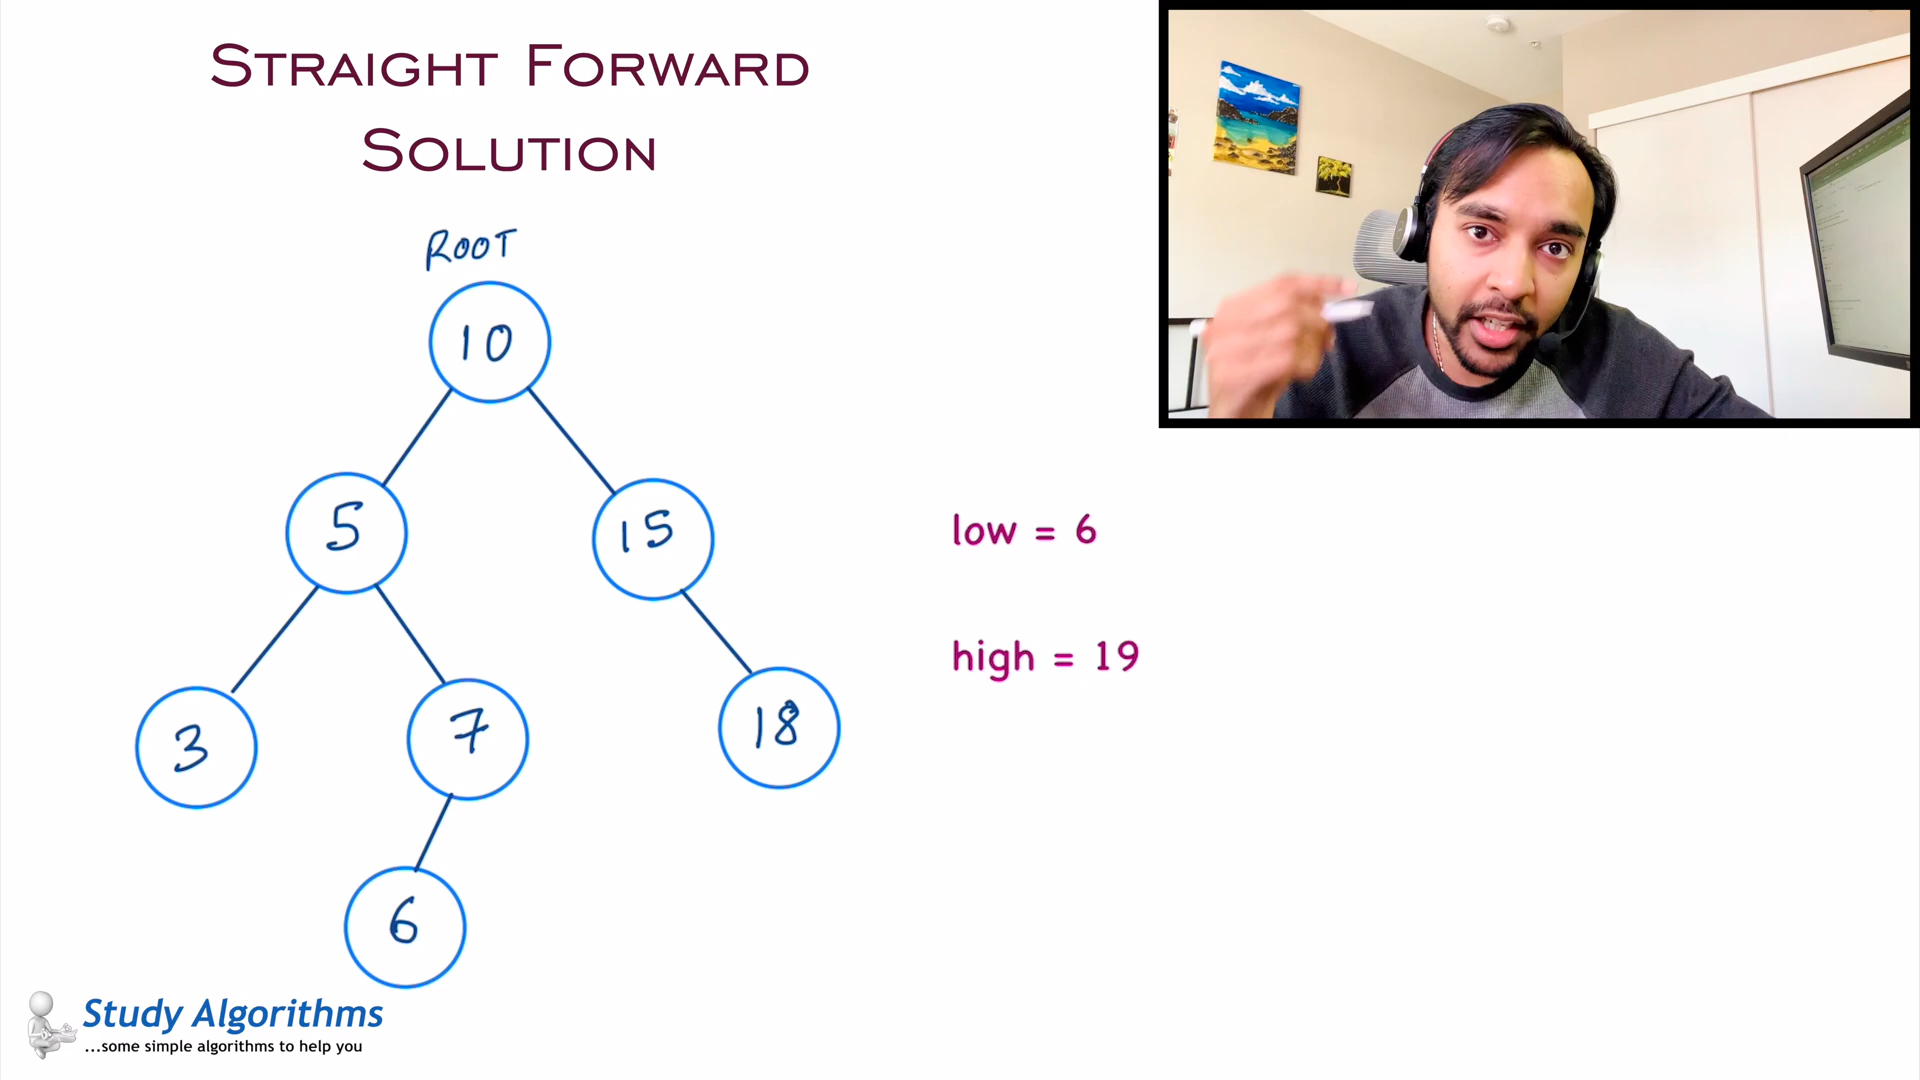 STRAIGHT FORWARD
SOLUTION
ROOT
10
5
15
3
7
18
6
low = 6
high = 19
Study Algorithms
...some simple algorithms to help you